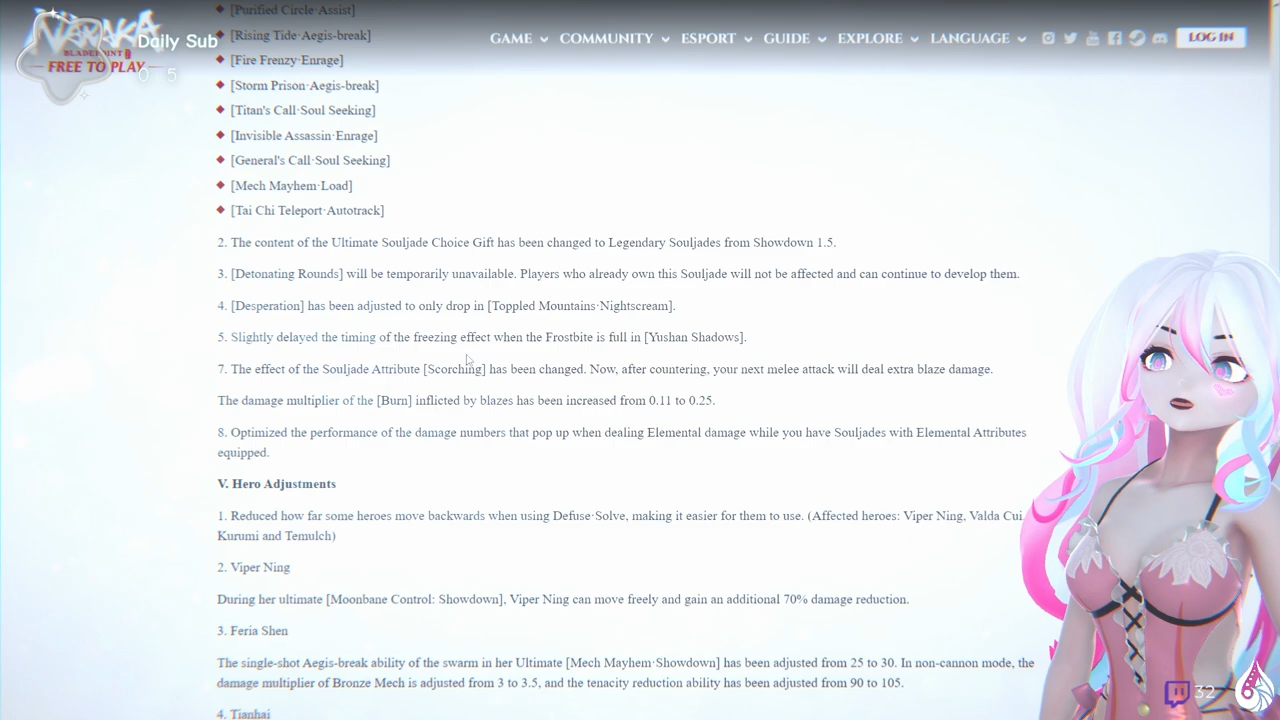 [Purified Circle·Assist]
NARAKA
BLADEPOINT
FREE TO PLAY
Daily Sub
0 5
GAME COMMUNITY ESPORT GUIDE EXPLORE LANGUAGE LOG IN
[Rising Tide·Aegis-break]
[Fire Frenzy·Enrage]
[Storm Prison·Aegis-break]
[Titan's Call·Soul Seeking]
[Invisible Assassin·Enrage]
[General's Call·Soul Seeking]
[Mech Mayhem·Load]
[Tai Chi Teleport·Autotrack]
2. The content of the Ultimate Souljade Choice Gift has been changed to Legendary Souljades from Showdown 1.5.
3. [Detonating Rounds] will be temporarily unavailable. Players who already own this Souljade will not be affected and can continue to develop them.
4. [Desperation] has been adjusted to only drop in [Toppled Mountains·Nightscream].
5. Slightly delayed the timing of the freezing effect when the Frostbite is full in [Yushan Shadows].
7. The effect of the Souljade Attribute [Scorching] has been changed. Now, after countering, your next melee attack will deal extra blaze damage.
The damage multiplier of the [Burn] inflicted by blazes has been increased from 0.11 to 0.25.
8. Optimized the performance of the damage numbers that pop up when dealing Elemental damage while you have Souljades with Elemental Attributes
equipped.
V. Hero Adjustments
1. Reduced how far some heroes move backwards when using Defuse·Solve, making it easier for them to use. (Affected heroes: Viper Ning, Valda Cui,
Kurumi and Temulch)
2. Viper Ning
During her ultimate [Moonbane Control: Showdown], Viper Ning can move freely and gain an additional 70% damage reduction.
3. Feria Shen
The single-shot Aegis-break ability of the swarm in her Ultimate [Mech Mayhem·Showdown] has been adjusted from 25 to 30. In non-cannon mode, the
damage multiplier of Bronze Mech is adjusted from 3 to 3.5, and the tenacity reduction ability has been adjusted from 90 to 105.
4. Tianhai
32